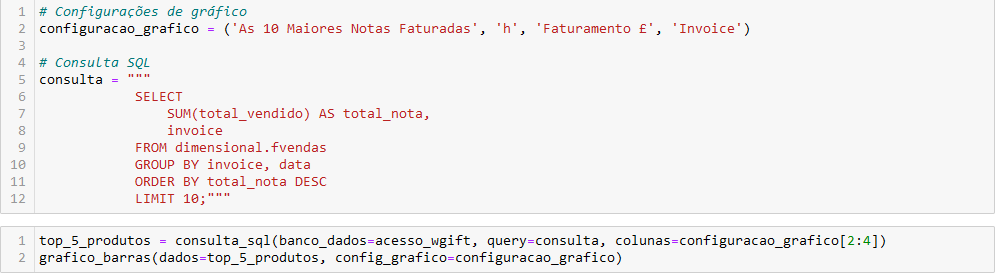 1 # Configurações de gráfico
2 configuracao_grafico = ('As 10 Maiores Notas Faturadas', 'h', 'Faturamento £', 'Invoice')
3
4 # Consulta SQL
5 consulta = """
6 SELECT
7 SUM(total_vendido) AS total_nota,
8 invoice
9 FROM dimensional.fvendas
10 GROUP BY invoice, data
11 ORDER BY total_nota DESC
12 LIMIT 10;"""
1 top_5_produtos = consulta_sql(banco_dados=acesso_wgift, query=consulta, colunas=configuracao_grafico[2:4])
2 grafico_barras(dados=top_5_produtos, config_grafico=configuracao_grafico)